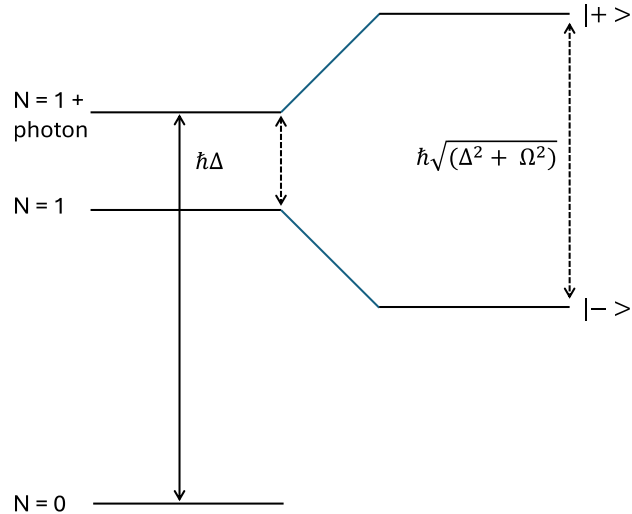 |+ >
N = 1 +
photon
ħΔ
ħ√(Δ² + Ω²)
N = 1
|− >
N = 0